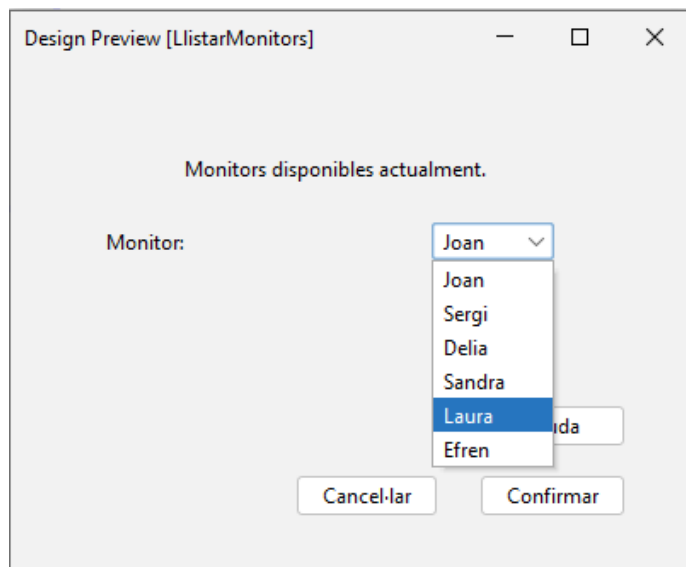 Design Preview [LlistarMonitors]
Monitors disponibles actualment.
Monitor:
Joan
Joan
Sergi
Delia
Sandra
Laura
Efren
Cancel·lar
Confirmar